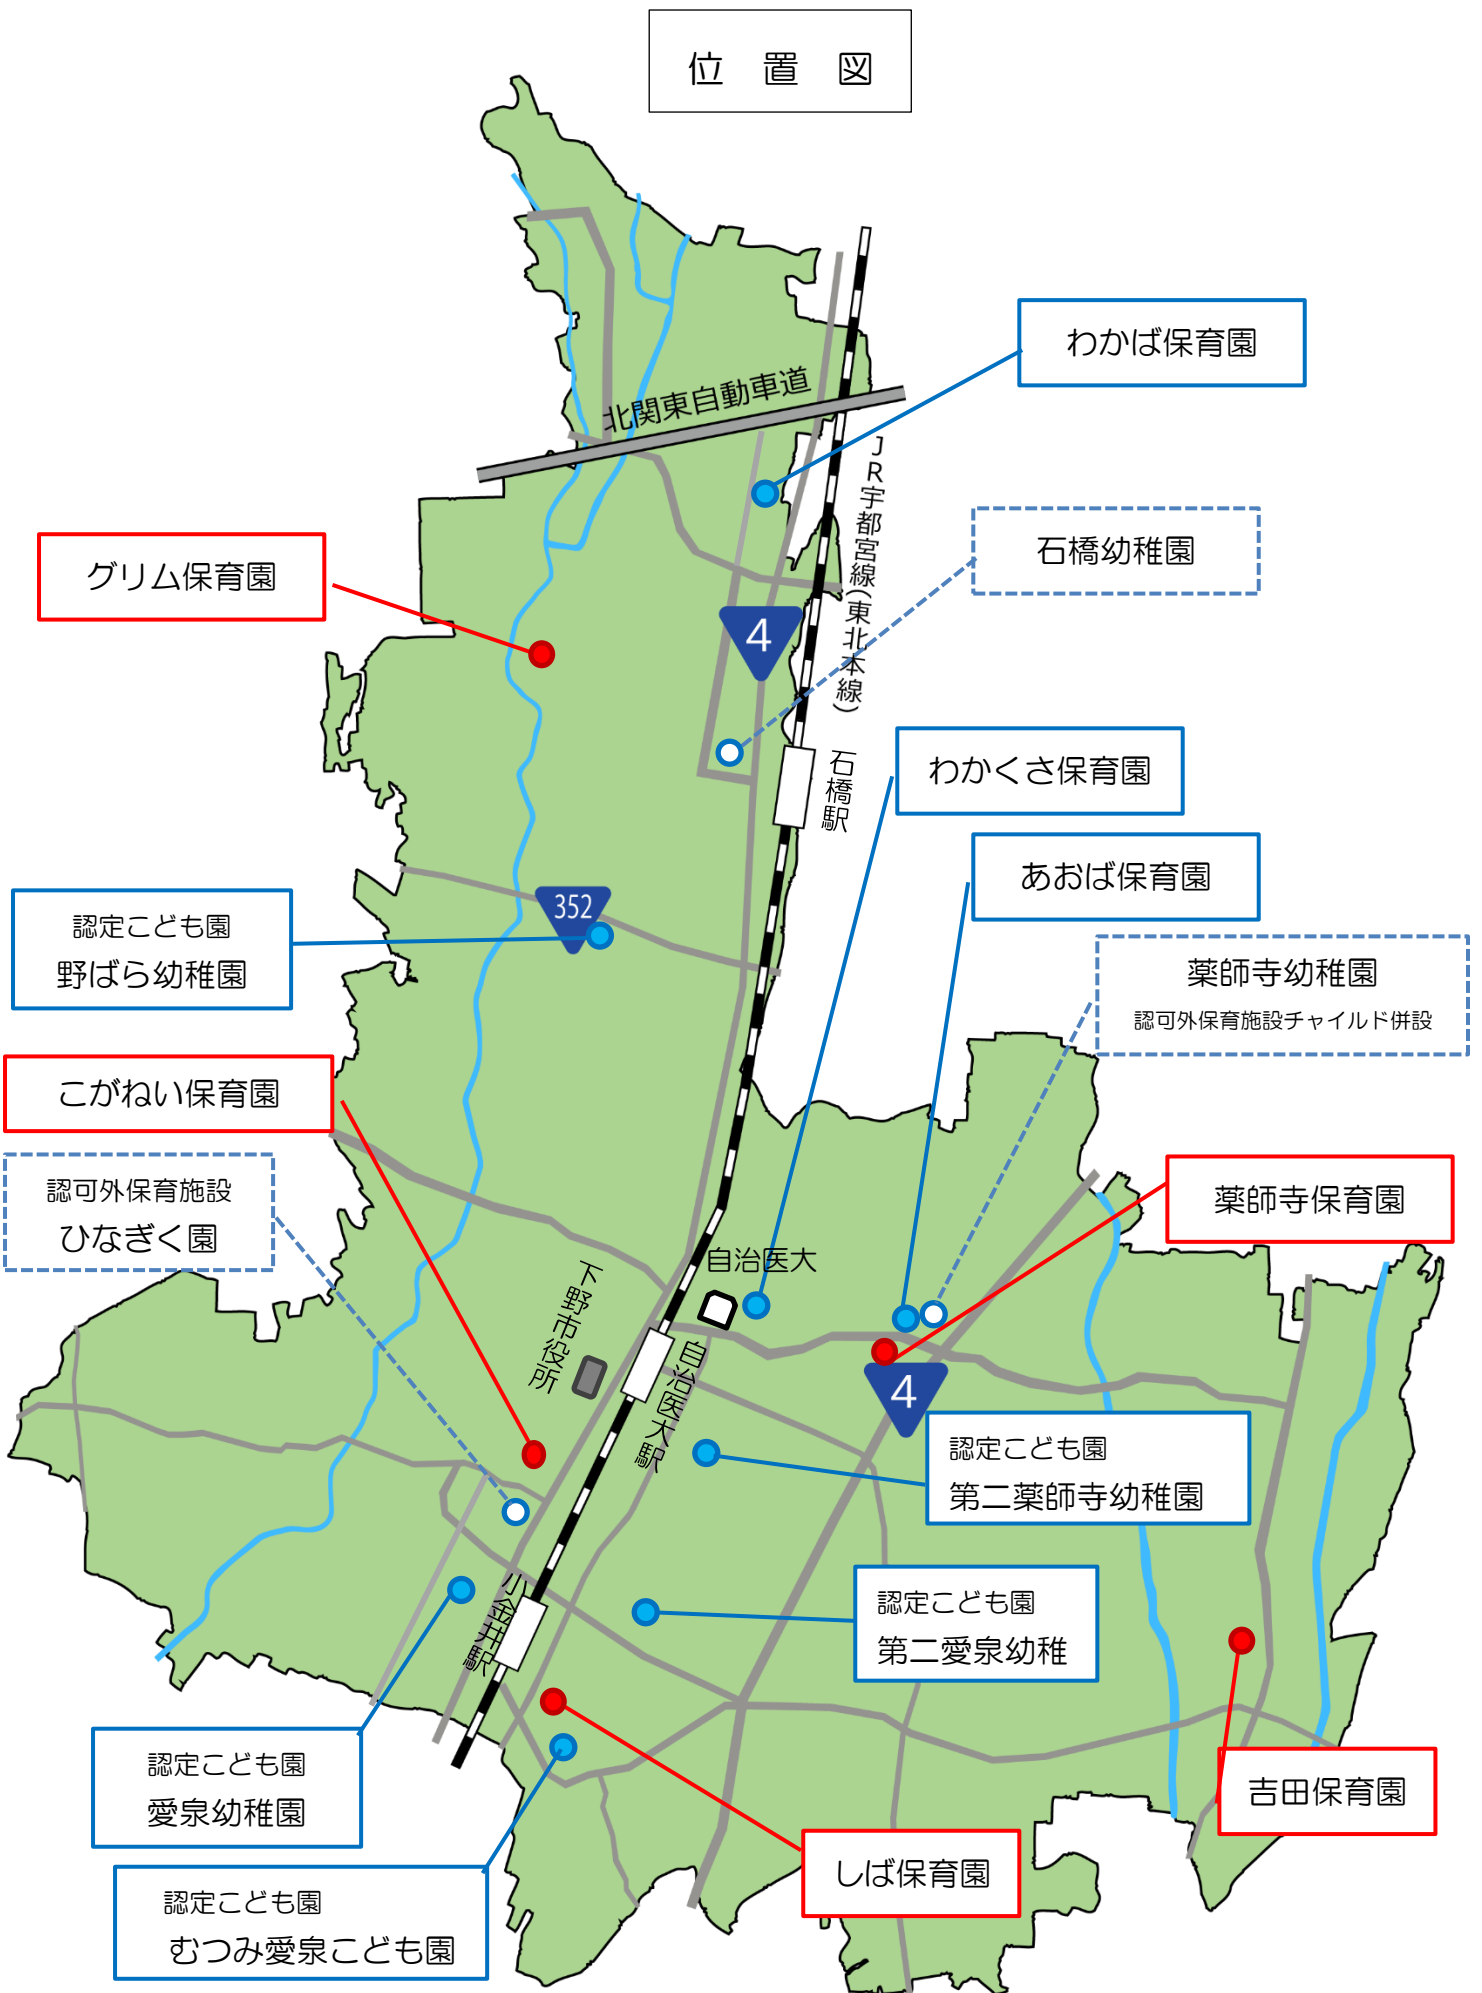 位 置 図
わかば保育園
北関東自動車道
JR宇都宮線(東北本線)
石橋幼稚園
グリム保育園
4
わかくさ保育園
石橋駅
あおば保育園
352
認定こども園
野ばら幼稚園
薬師寺幼稚園
認可外保育施設チャイルド併設
こがねい保育園
認可外保育施設
ひなぎく園
薬師寺保育園
自治医大
下野市役所
自治医大駅
4
認定こども園
第二薬師寺幼稚園
小金井駅
認定こども園
第二愛泉幼稚
認定こども園
愛泉幼稚園
吉田保育園
しば保育園
認定こども園
むつみ愛泉こども園